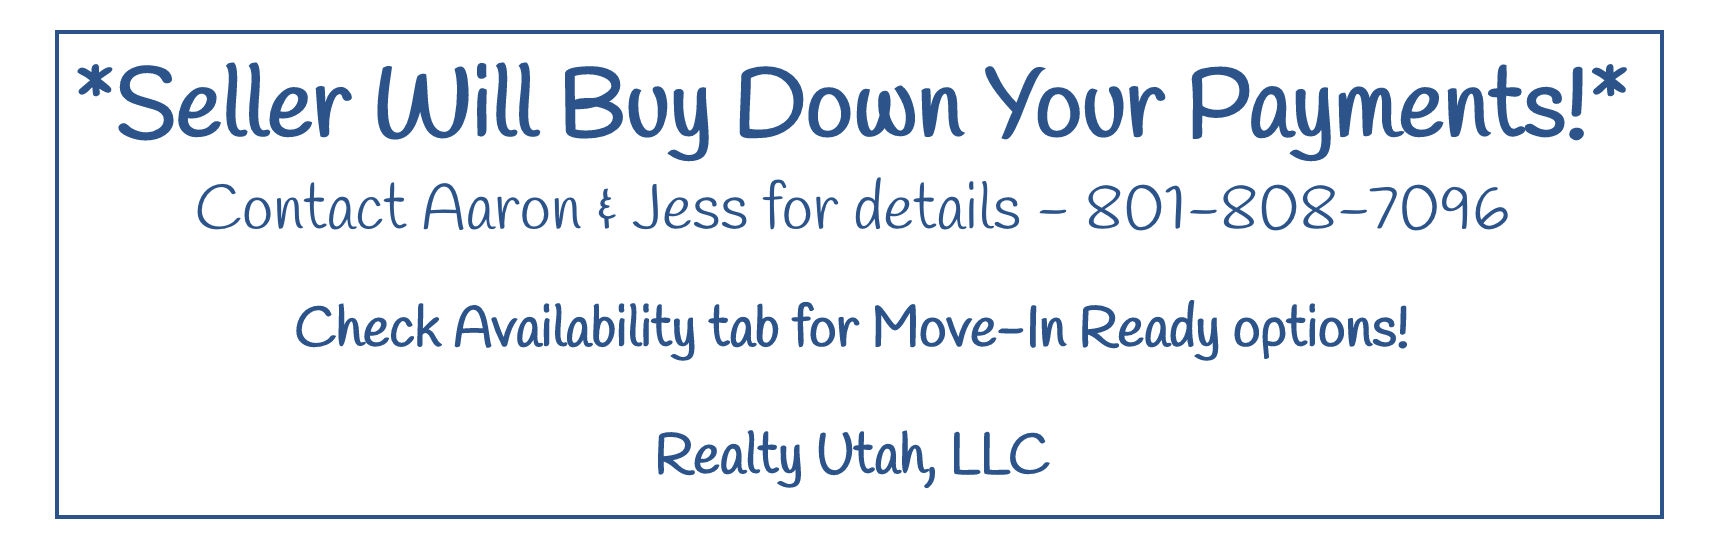 *Seller Will Buy Down Your Payments!*
Contact Aaron & Jess for details - 801-808-7096
Check Availability tab for Move-In Ready options!
Realty Utah, LLC